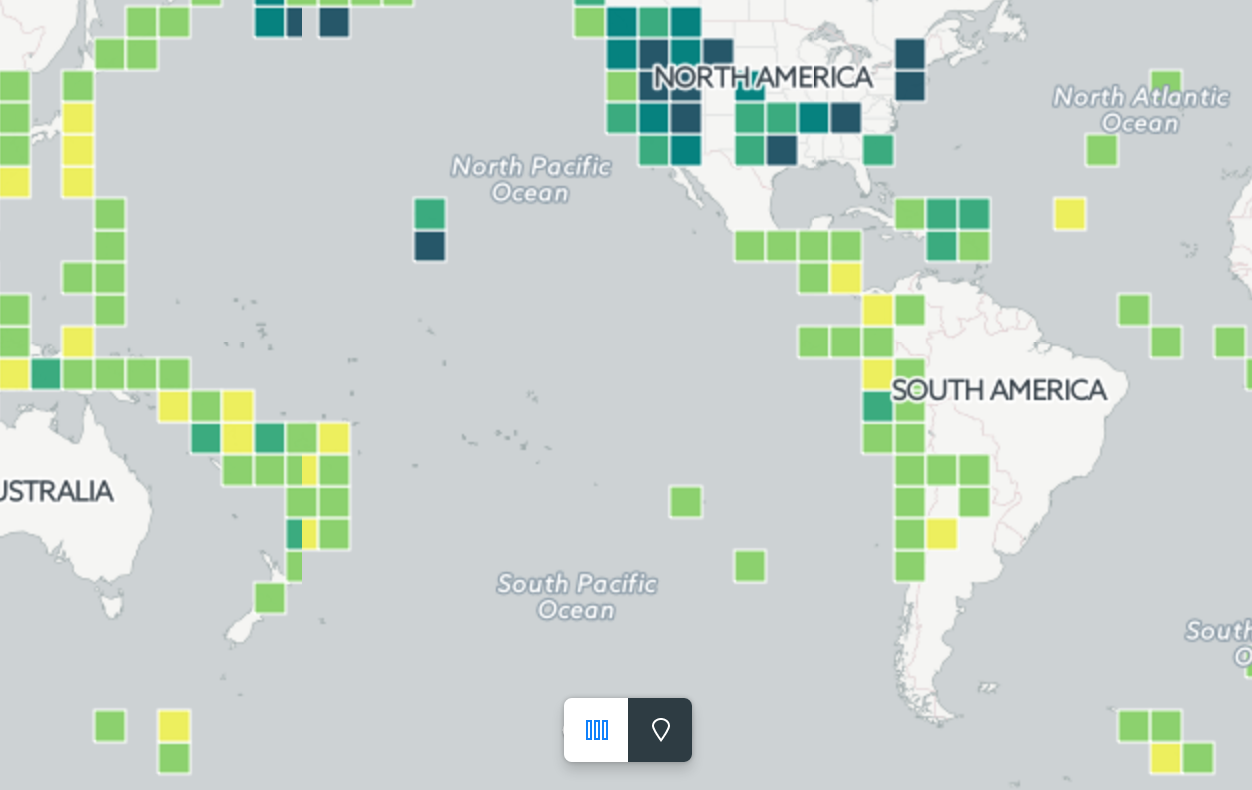 NORTH AMERICA
North Atlantic
Ocean
North Pacific
Ocean
SOUTH AMERICA
USTRALIA
South Pacific
Ocean
South
O